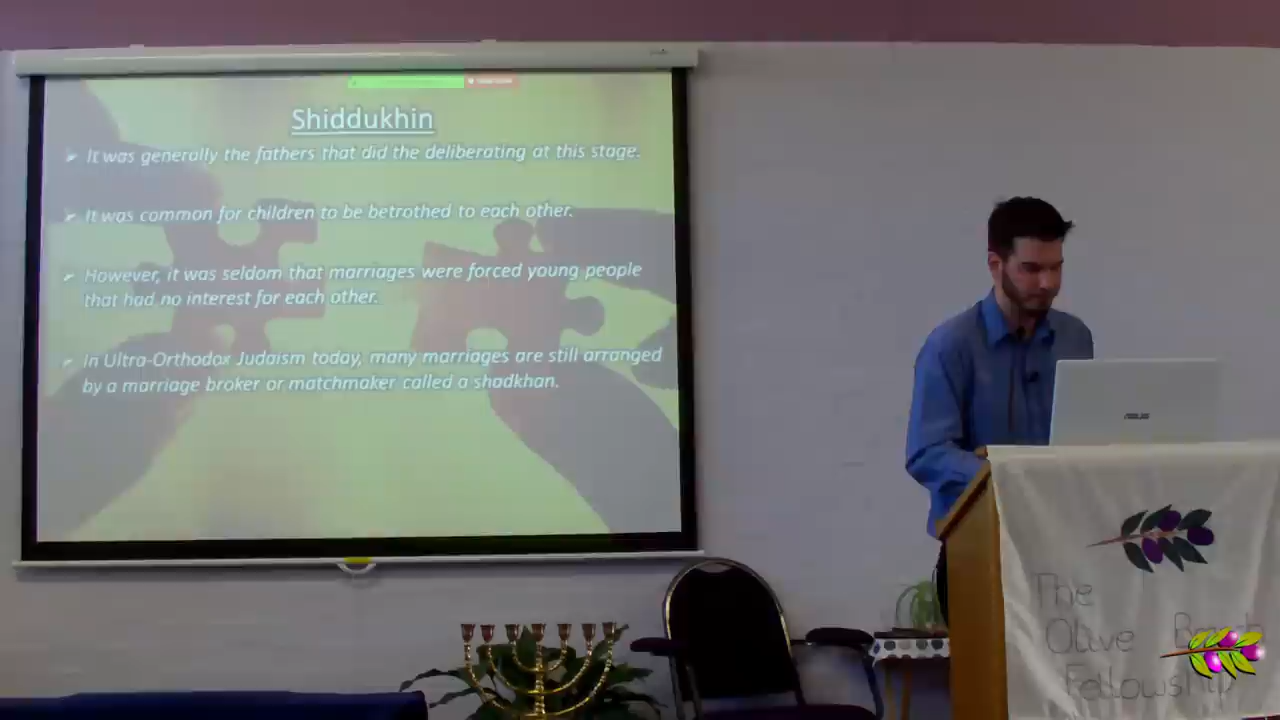 Shiddukhin
It was generally the fathers that did the deliberating at this stage.
It was common for children to be betrothed to each other.
However, it was seldom that marriages were forced young people
that had no interest for each other.
In Ultra-Orthodox Judaism today, many marriages are still arranged
by a marriage broker or matchmaker called a shadkhan.
ASUS
The
Olive
Fellowship